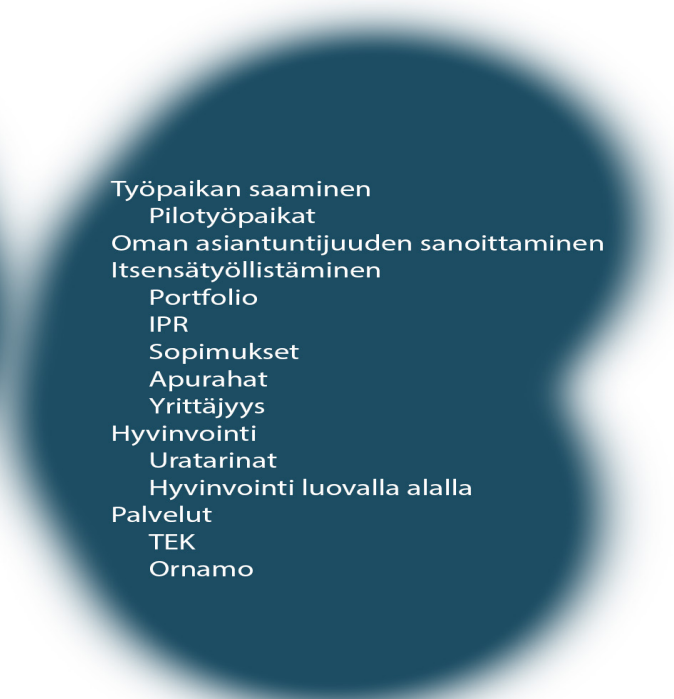 Työpaikan saaminen
Pilotyöpaikat
Oman asiantuntijuuden sanoittaminen
Itsensätyöllistäminen
Portfolio
IPR
Sopimukset
Apurahat
Yrittäjyys
Hyvinvointi
Uratarinat
Hyvinvointi luovalla alalla
Palvelut
TEK
Ornamo